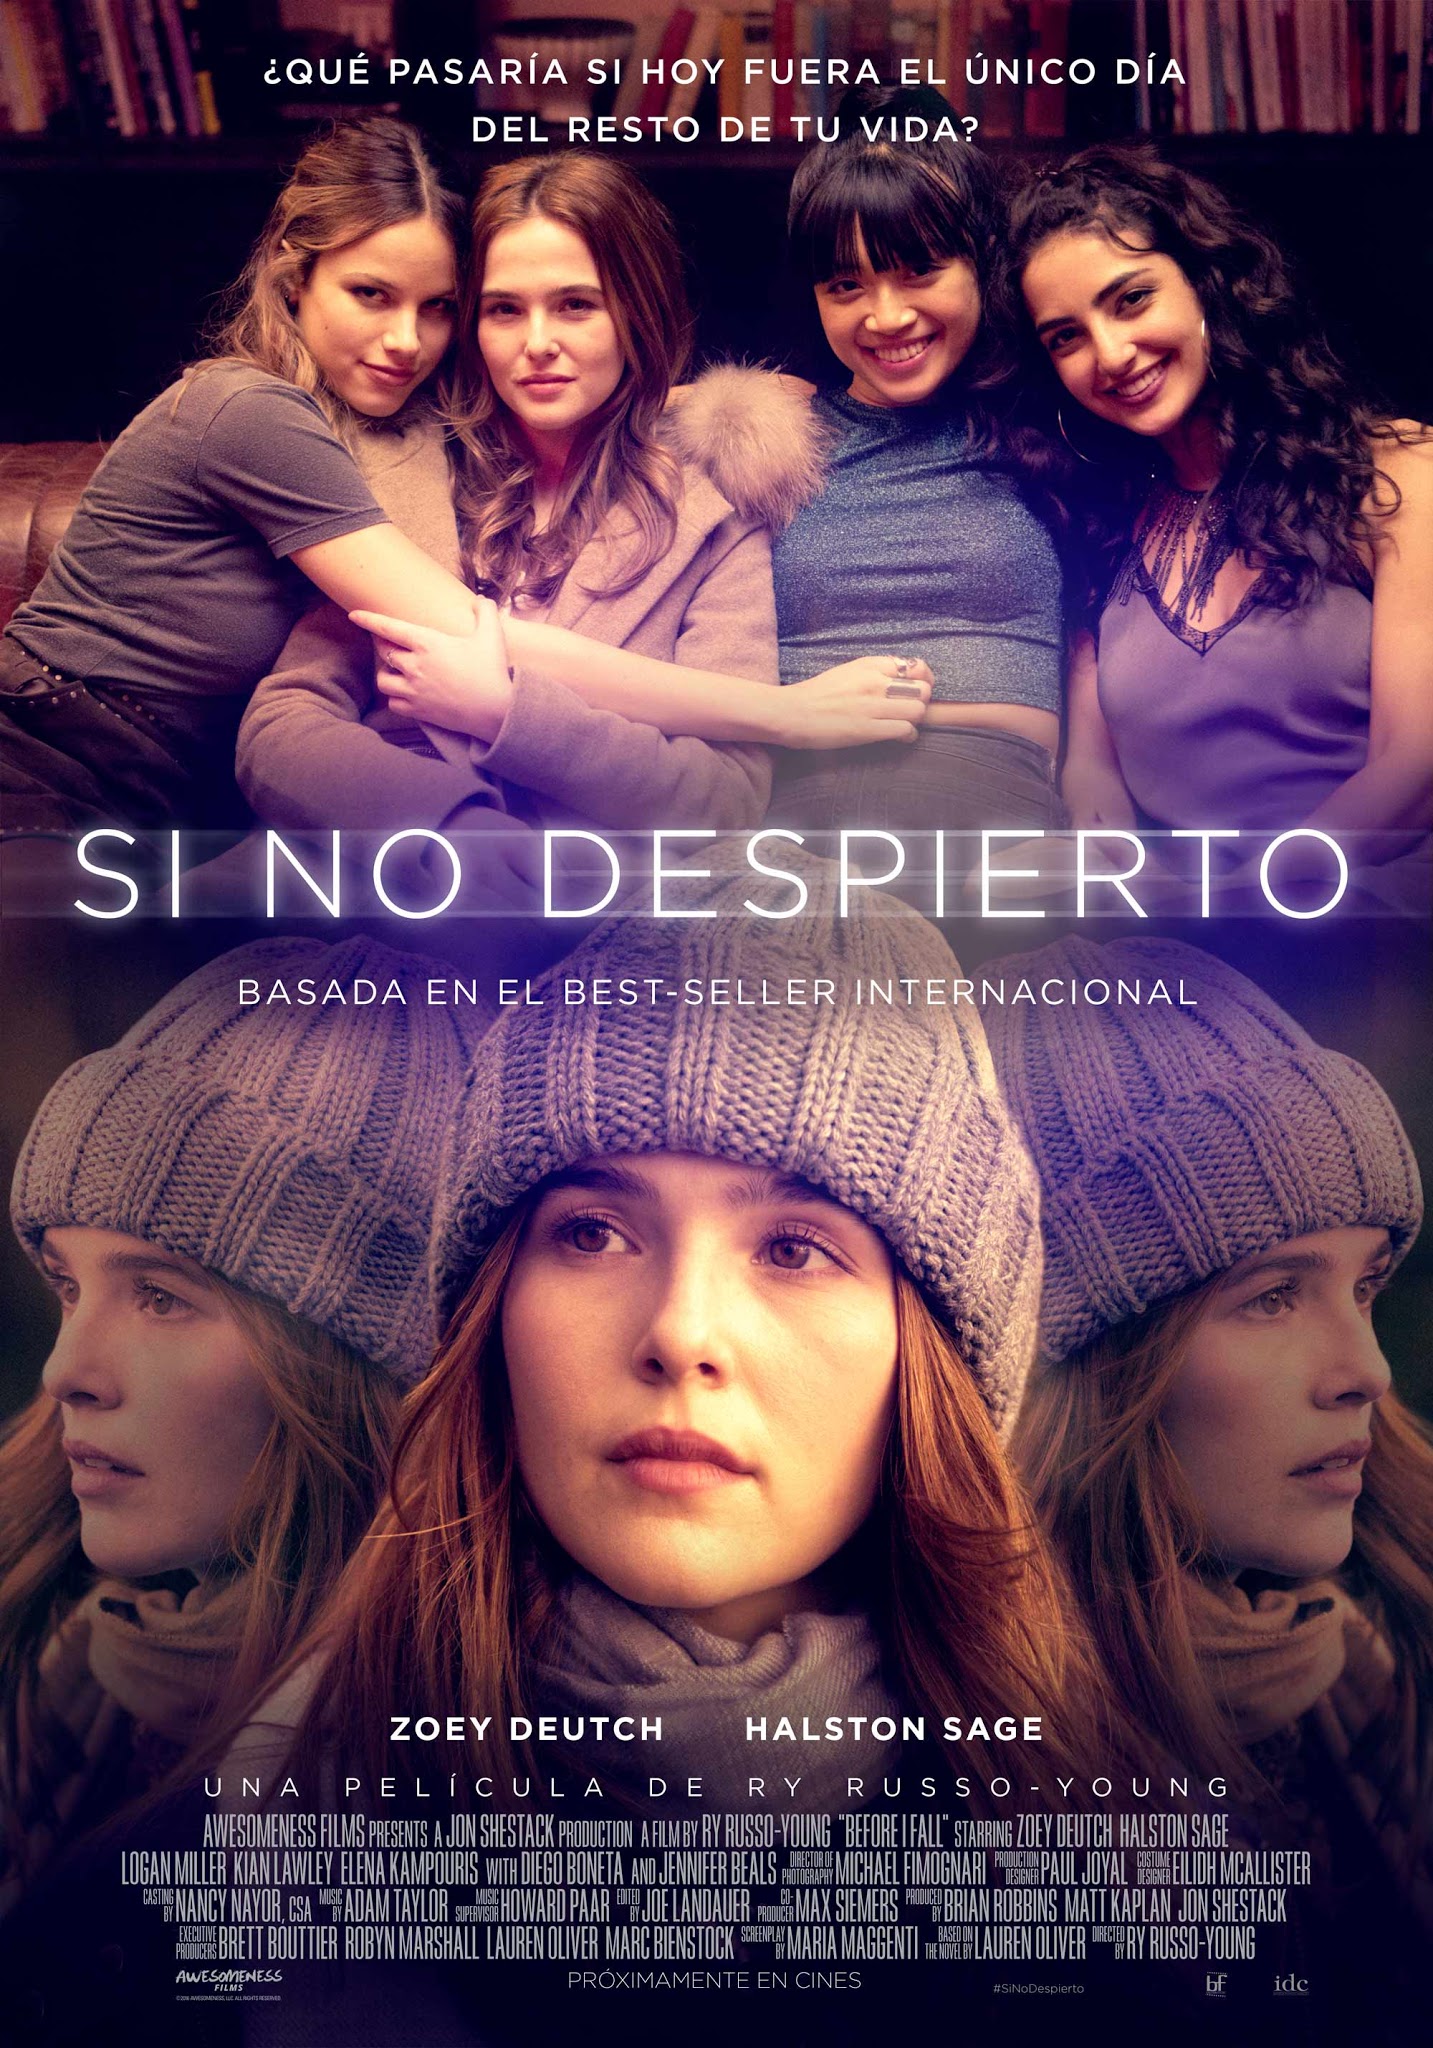 ¿QUÉ PASARÍA SI HOY FUERA EL ÚNICO DÍA
DEL RESTO DE TU VIDA?
SI NO DESPIERTO
BASADA EN EL BEST-SELLER INTERNACIONAL
ZOEY DEUTCH HALSTON SAGE
UNA PELÍCULA DE RY RUSSO-YOUNG
AWESOMENESS FILMS PRESENTS A JON SHESTACK PRODUCTION A FILM BY RY RUSSO-YOUNG "BEFORE I FALL" STARRING ZOEY DEUTCH HALSTON SAGE
LOGAN MILLER KIAN LAWLEY ELENA KAMPOURIS WITH DIEGO BONETA AND JENNIFER BEALS DIRECTOR OF PHOTOGRAPHY MICHAEL FIMOGNARI PRODUCTION DESIGNER PAUL JOYAL COSTUME DESIGNER EILIDH MCALLISTER
CASTING BY NANCY NAYOR, CSA MUSIC BY ADAM TAYLOR MUSIC SUPERVISOR HOWARD PAAR EDITED BY JOE LANDAUER CO-PRODUCER MAX SIEMERS PRODUCED BY BRIAN ROBBINS MATT KAPLAN JON SHESTACK
EXECUTIVE PRODUCERS BRETT BOUTTIER ROBYN MARSHALL LAUREN OLIVER MARC BIENSTOCK SCREENPLAY BY MARIA MAGGENTI BASED ON THE NOVEL BY LAUREN OLIVER DIRECTED BY RY RUSSO-YOUNG
AWESOMENESS
FILMS
©2016 AWESOMENESS, LLC. ALL RIGHTS RESERVED
PRÓXIMAMENTE EN CINES
#SiNoDespierto
bf
idc